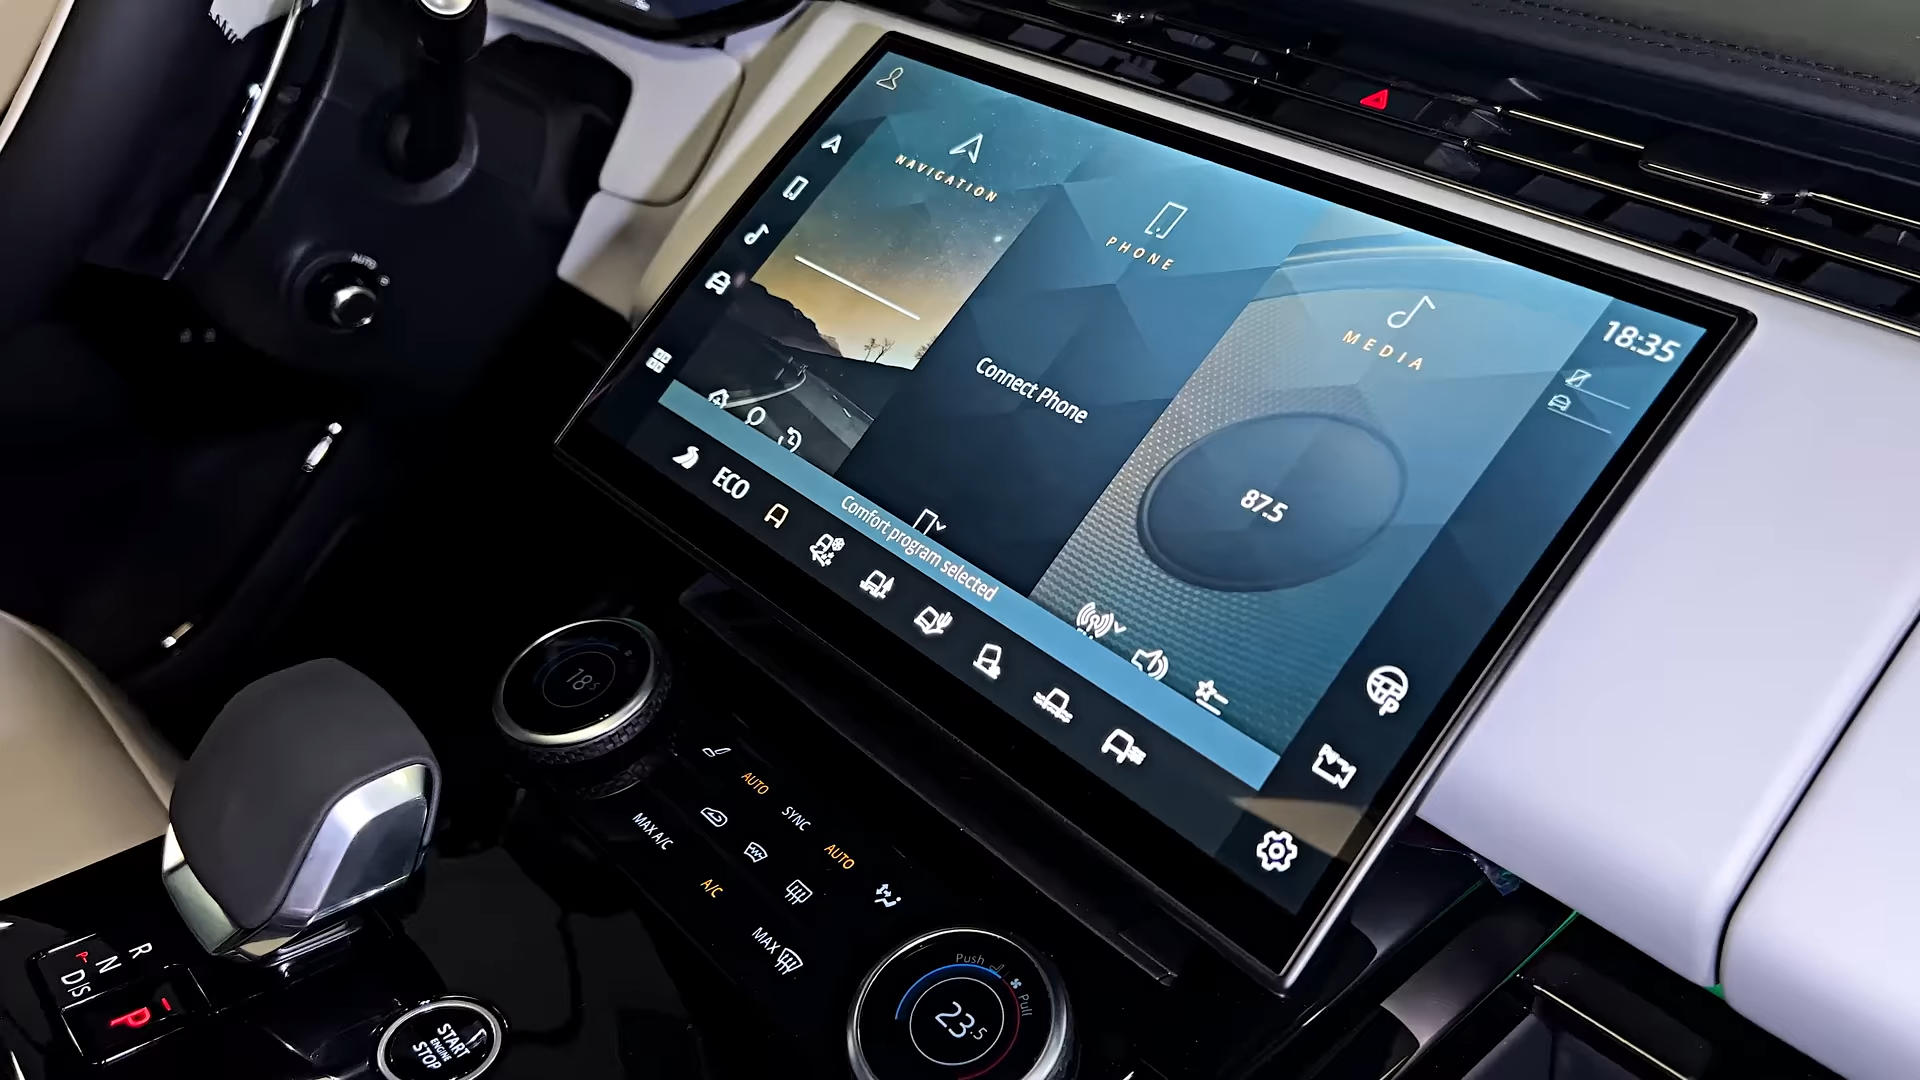 AUTO
NAVIGATION
PHONE
MEDIA
18:35
Connect Phone
87.5
Comfort program selected
ECO
18.5
AUTO
SYNC
MAX A/C
AUTO
A/C
MAX
Push
Pull
23.5
R
N
D|S
P
P
START
ENGINE
STOP